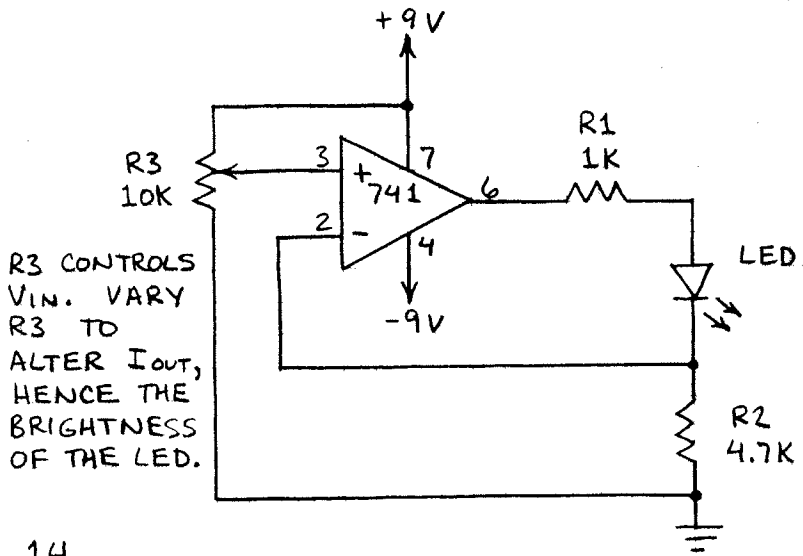 +9V
R1
1K
R3
10K
3
7
+
741
6
2
-
4
-9V
LED
R3 CONTROLS
VIN. VARY
R3 TO
ALTER IOUT,
HENCE THE
BRIGHTNESS
OF THE LED.
R2
4.7K
14